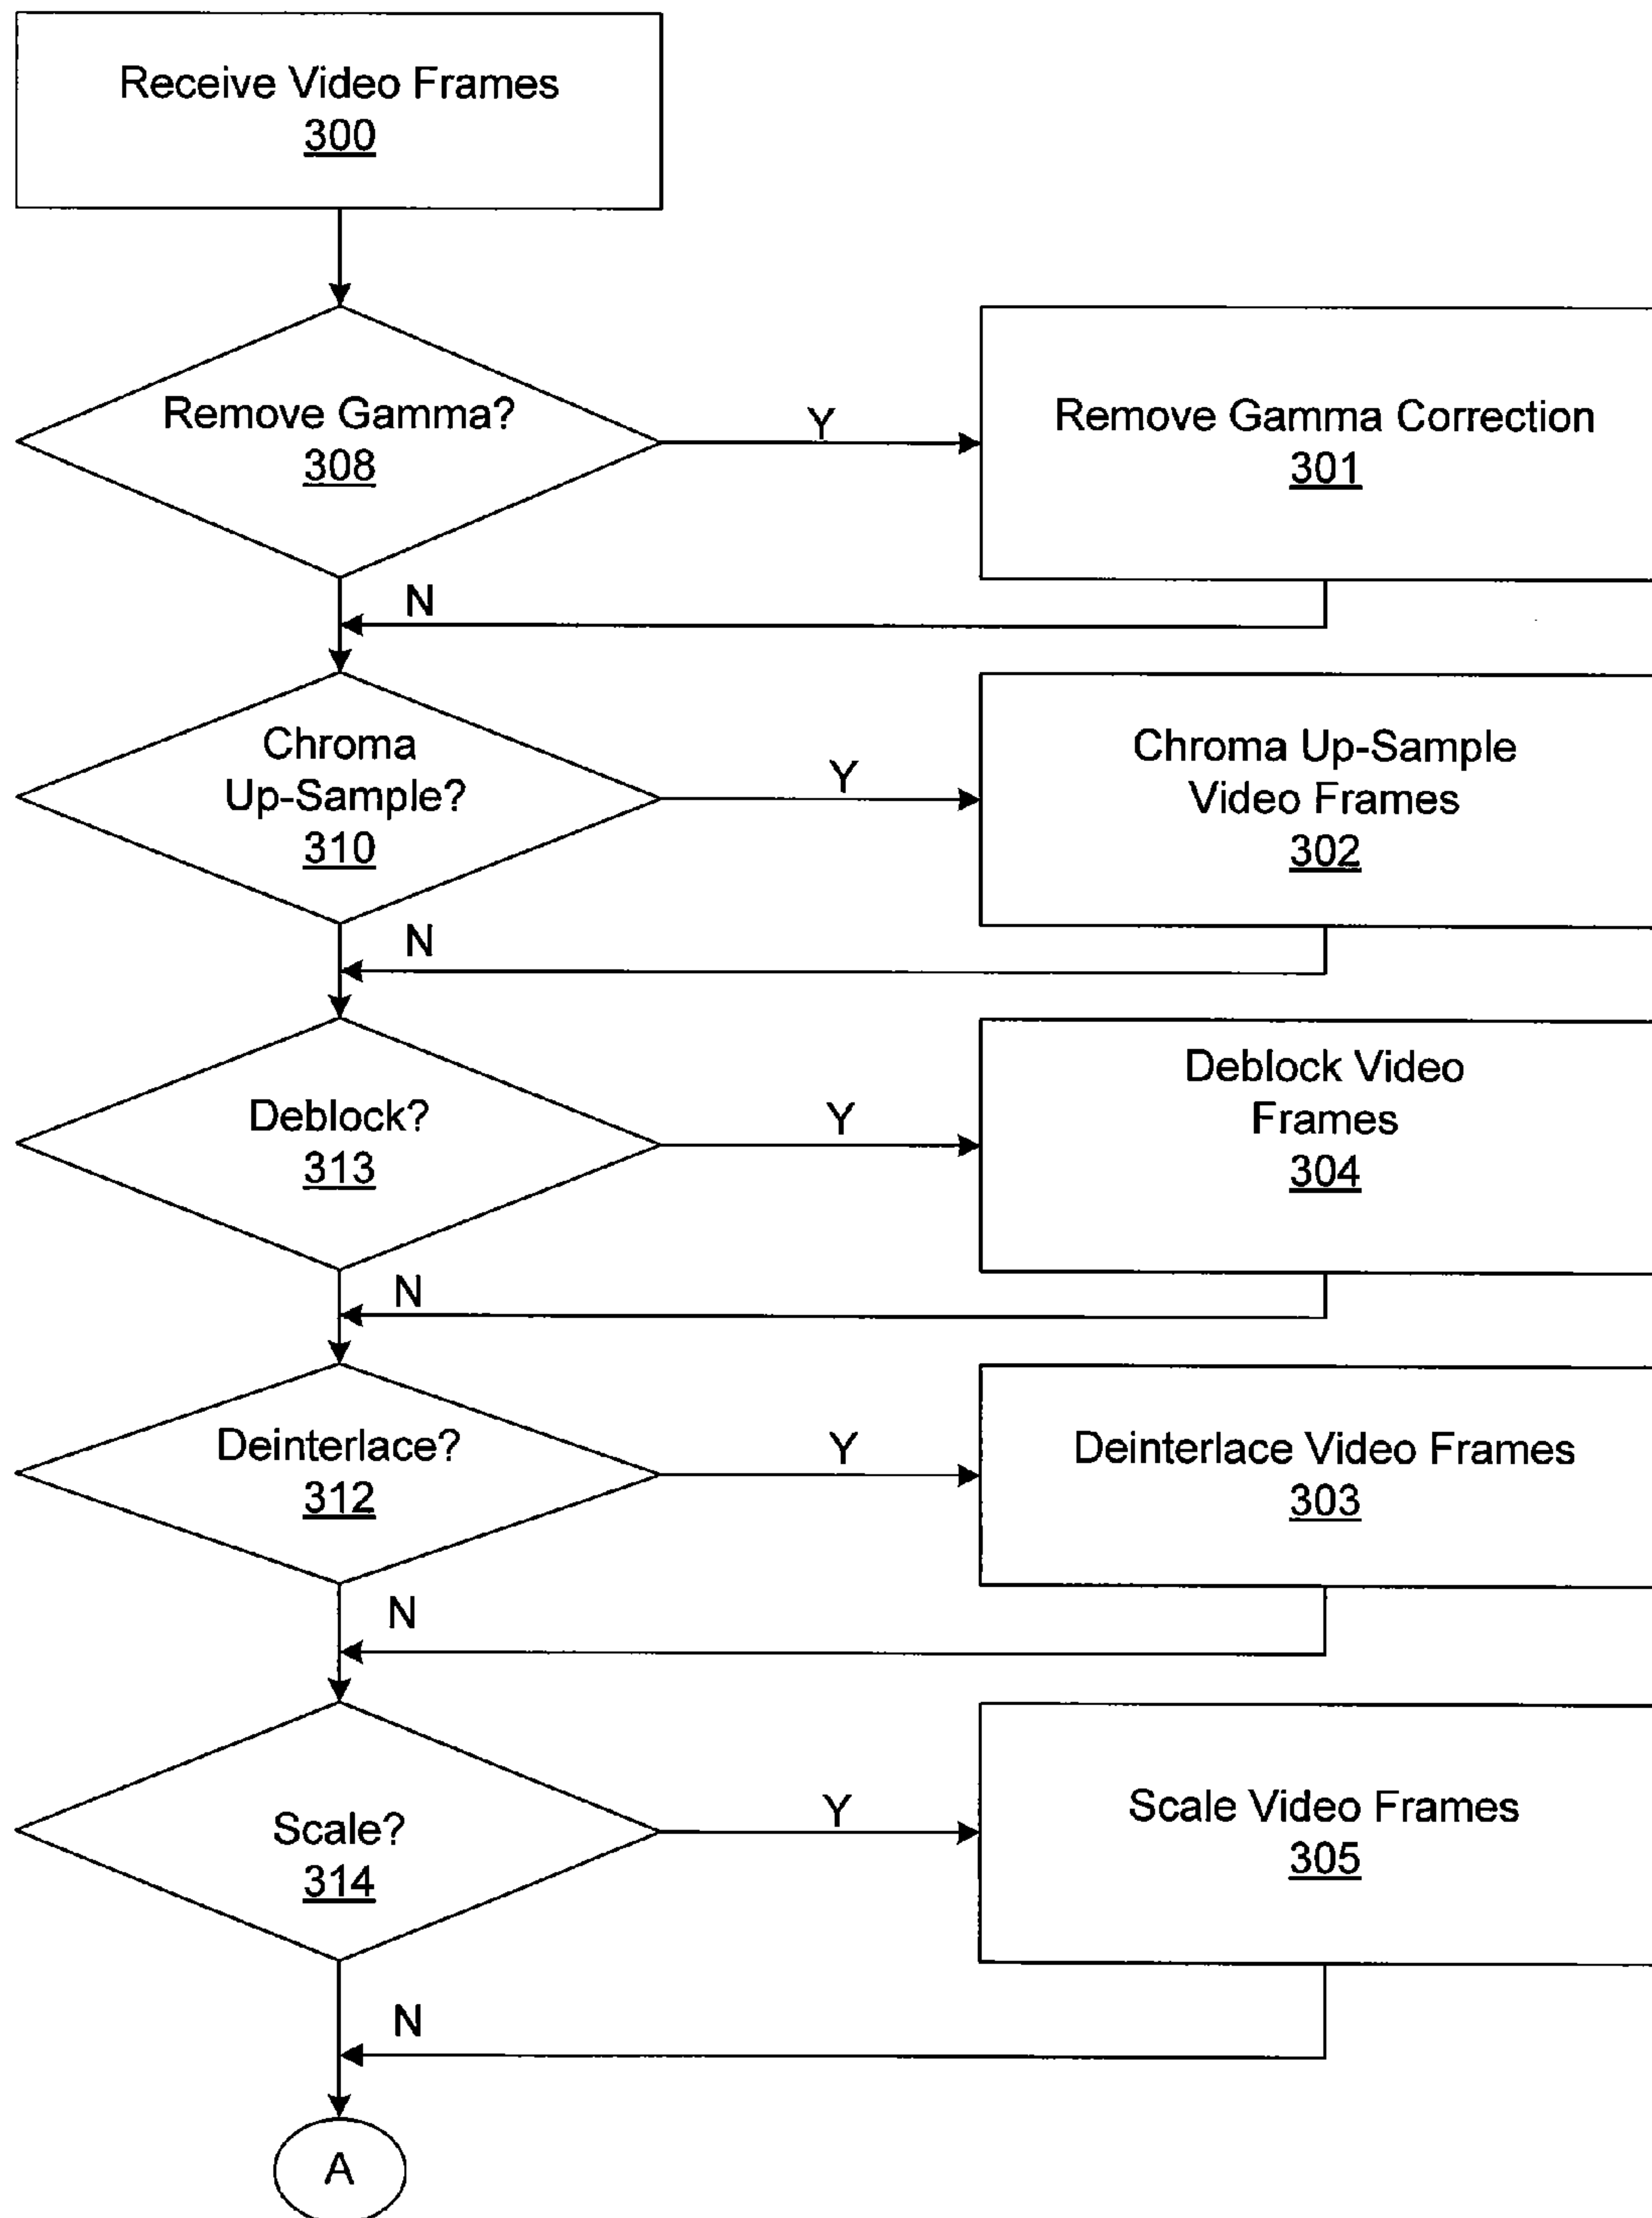 Receive Video Frames
300
Remove Gamma?
308
Y
Remove Gamma Correction
301
N
Chroma
Up-Sample?
310
Y
Chroma Up-Sample
Video Frames
302
N
Deblock?
313
Y
Deblock Video
Frames
304
N
Deinterlace?
312
Y
Deinterlace Video Frames
303
N
Scale?
314
Y
Scale Video Frames
305
N
A